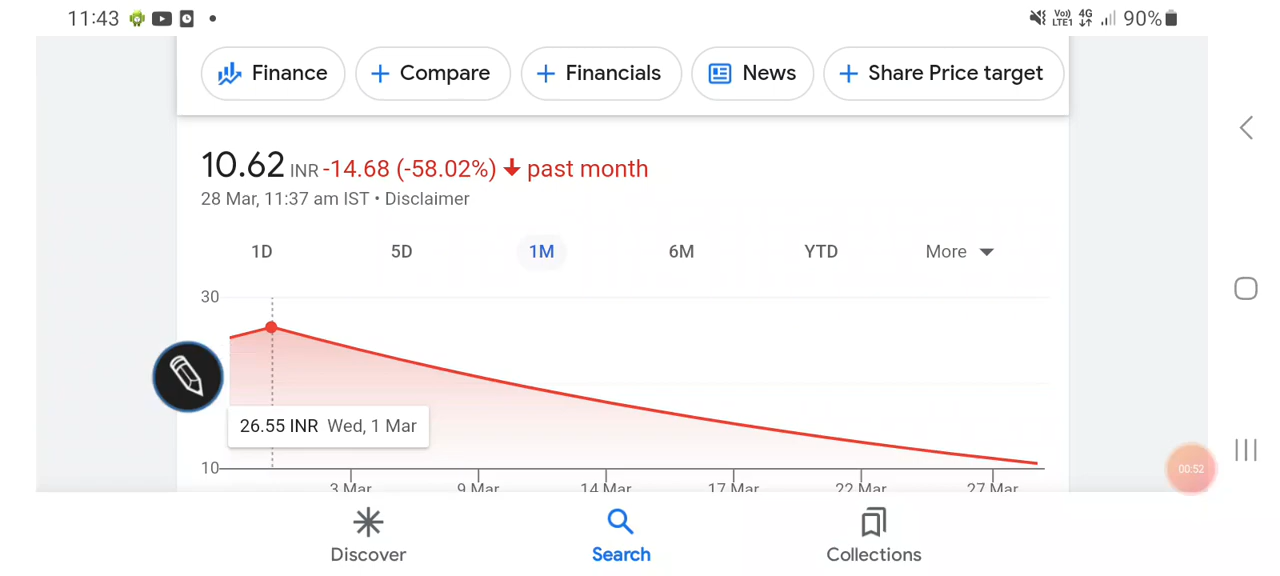 11:43 Vo)) LTE1 4G 90%
Finance Compare Financials News Share Price target
10.62 INR -14.68 (-58.02%) past month
28 Mar, 11:37 am IST • Disclaimer
1D 5D 1M 6M YTD More
30
26.55 INR Wed, 1 Mar
10
3 Mar 9 Mar 14 Mar 17 Mar 22 Mar 27 Mar
00:52
Discover Search Collections